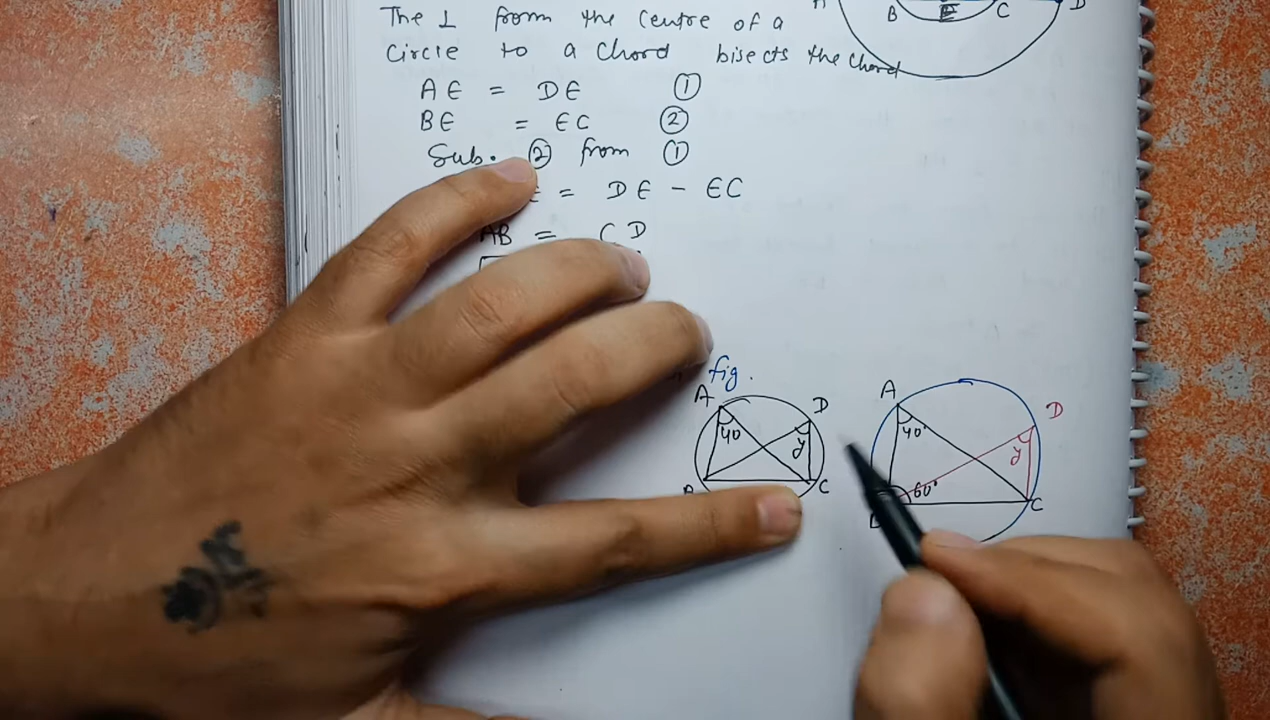 The ⊥ from the centre of a
Circle to a chord bisects the chord
A B E C D
AE = DE ①
BE = EC ②
Sub. ② from ①
E = DE - EC
AB = CD
fig.
A D
40 y
B C
A D
40° y
60°
B C